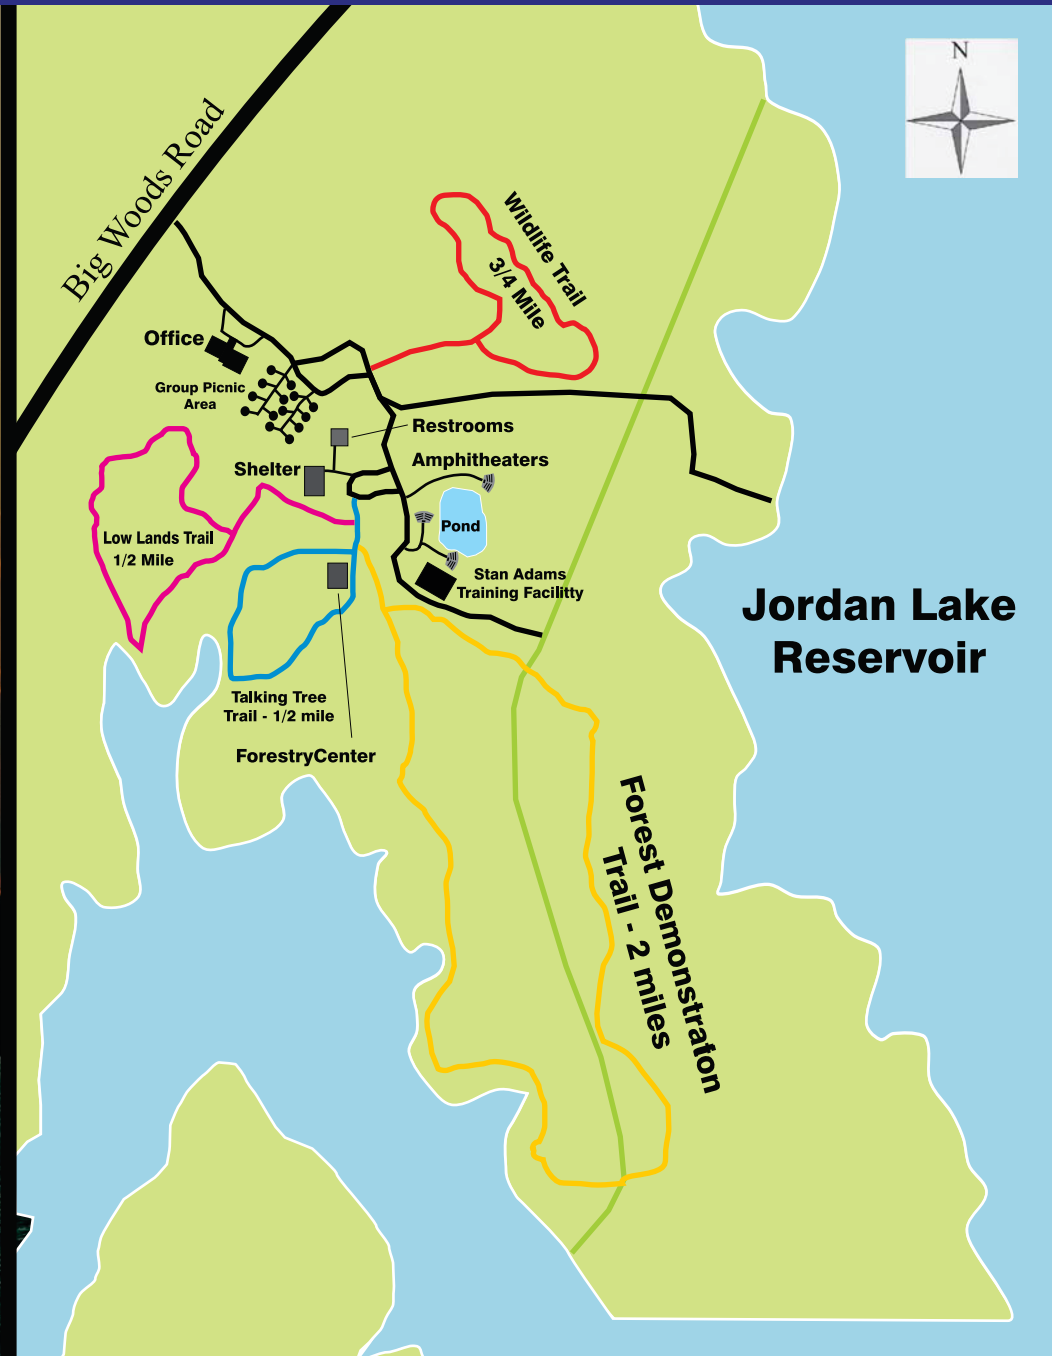 N
Big Woods Road
Wildlife Trail
3/4 Mile
Office
Group Picnic
Area
Restrooms
Amphitheaters
Shelter
Pond
Low Lands Trail
1/2 Mile
Stan Adams
Training Facilitty
Jordan Lake
Reservoir
Talking Tree
Trail - 1/2 mile
ForestryCenter
Forest Demonstraton
Trail - 2 miles